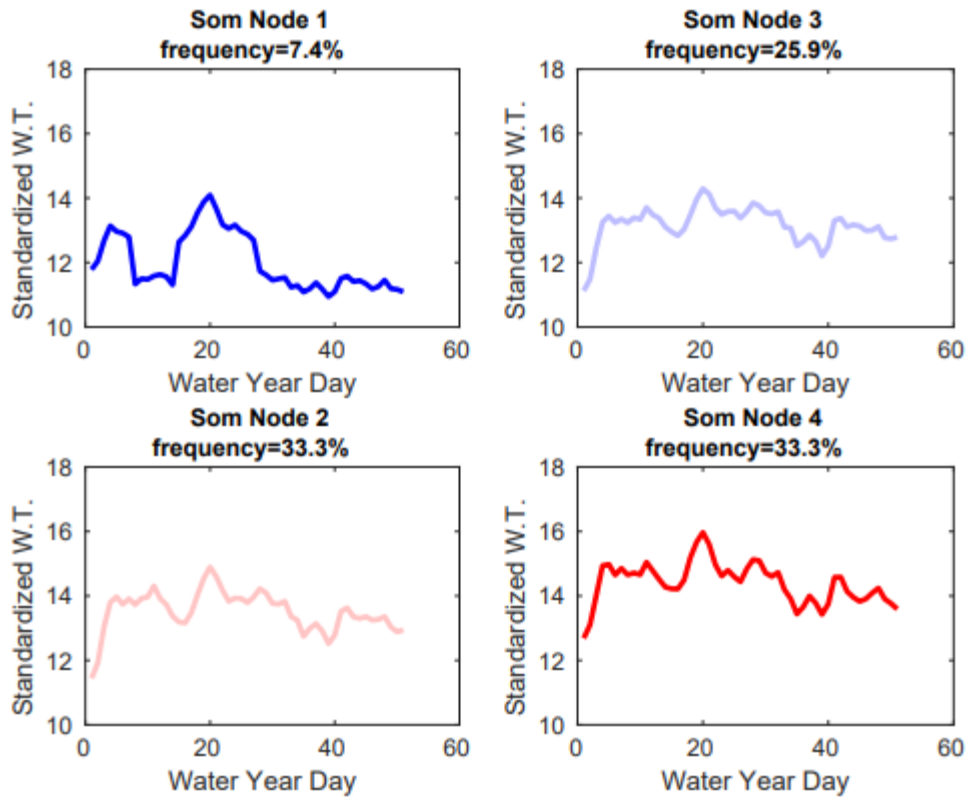 Som Node 1
frequency=7.4%
18
16
14
12
10
Standardized W.T.
0 20 40 60
Water Year Day
Som Node 3
frequency=25.9%
18
16
14
12
10
Standardized W.T.
0 20 40 60
Water Year Day
Som Node 2
frequency=33.3%
18
16
14
12
10
Standardized W.T.
0 20 40 60
Water Year Day
Som Node 4
frequency=33.3%
18
16
14
12
10
Standardized W.T.
0 20 40 60
Water Year Day